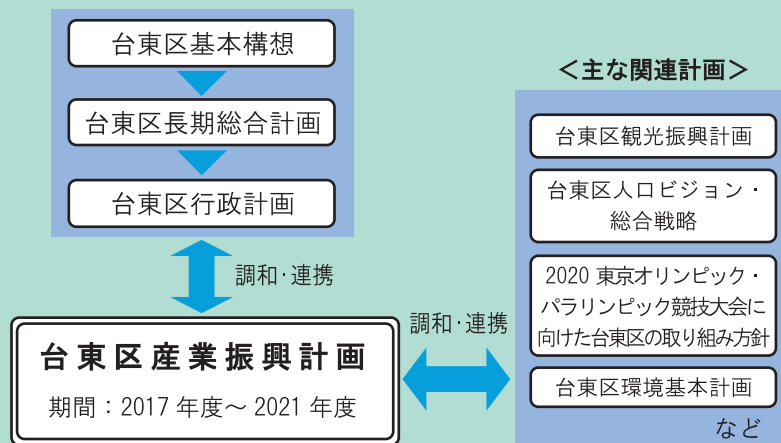 台東区基本構想
台東区長期総合計画
台東区行政計画
調和・連携
台東区産業振興計画
期間：2017 年度～ 2021 年度
調和・連携
＜主な関連計画＞
台東区観光振興計画
台東区人口ビジョン・
総合戦略
2020 東京オリンピック・
パラリンピック競技大会に
向けた台東区の取り組み方針
台東区環境基本計画
など